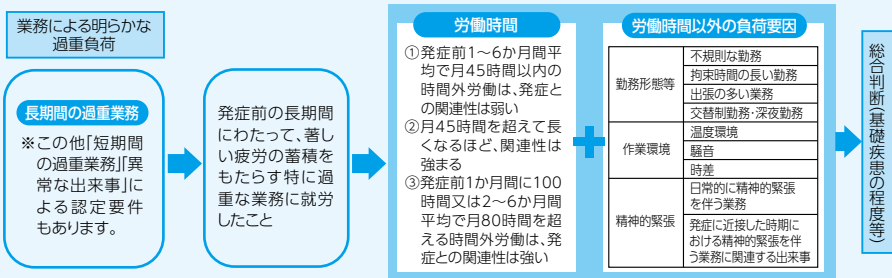 業務による明らかな
過重負荷
長期間の過重業務
※この他「短期間
の過重業務」「異
常な出来事」に
よる認定要件
もあります。
発症前の長期間
にわたって、著し
い疲労の蓄積を
もたらす特に過
重な業務に就労
したこと
労働時間
①発症前1～6か月間平
均で月45時間以内の
時間外労働は、発症と
の関連性は弱い
②月45時間を超えて長
くなるほど、関連性は
強まる
③発症前1か月間に100
時間又は2～6か月間
平均で月80時間を超
える時間外労働は、発
症との関連性は強い
労働時間以外の負荷要因
勤務形態等
不規則な勤務
拘束時間の長い勤務
出張の多い業務
交替制勤務・深夜勤務
作業環境
温度環境
騒音
時差
精神的緊張
日常的に精神的緊張
を伴う業務
発症に近接した時期に
おける精神的緊張を伴
う業務に関連する出来事
総合判断(基礎疾患の程度等)